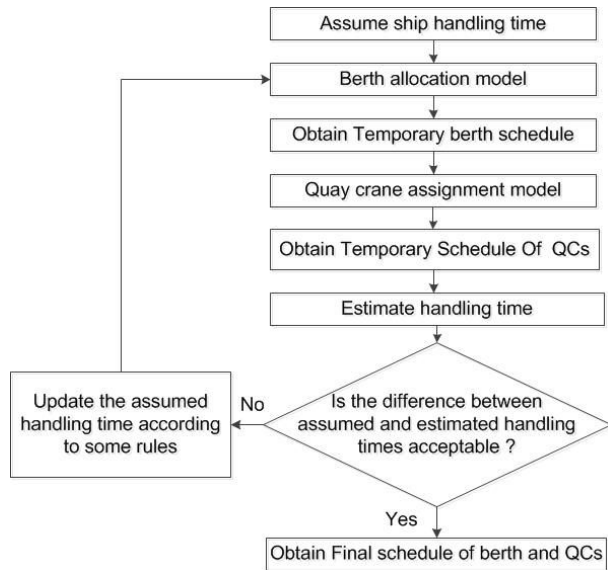 Assume ship handling time
Berth allocation model
Obtain Temporary berth schedule
Quay crane assignment model
Obtain Temporary Schedule Of QCs
Estimate handling time
Is the difference between
assumed and estimated handling
times acceptable ?
No
Update the assumed
handling time according
to some rules
Yes
Obtain Final schedule of berth and QCs